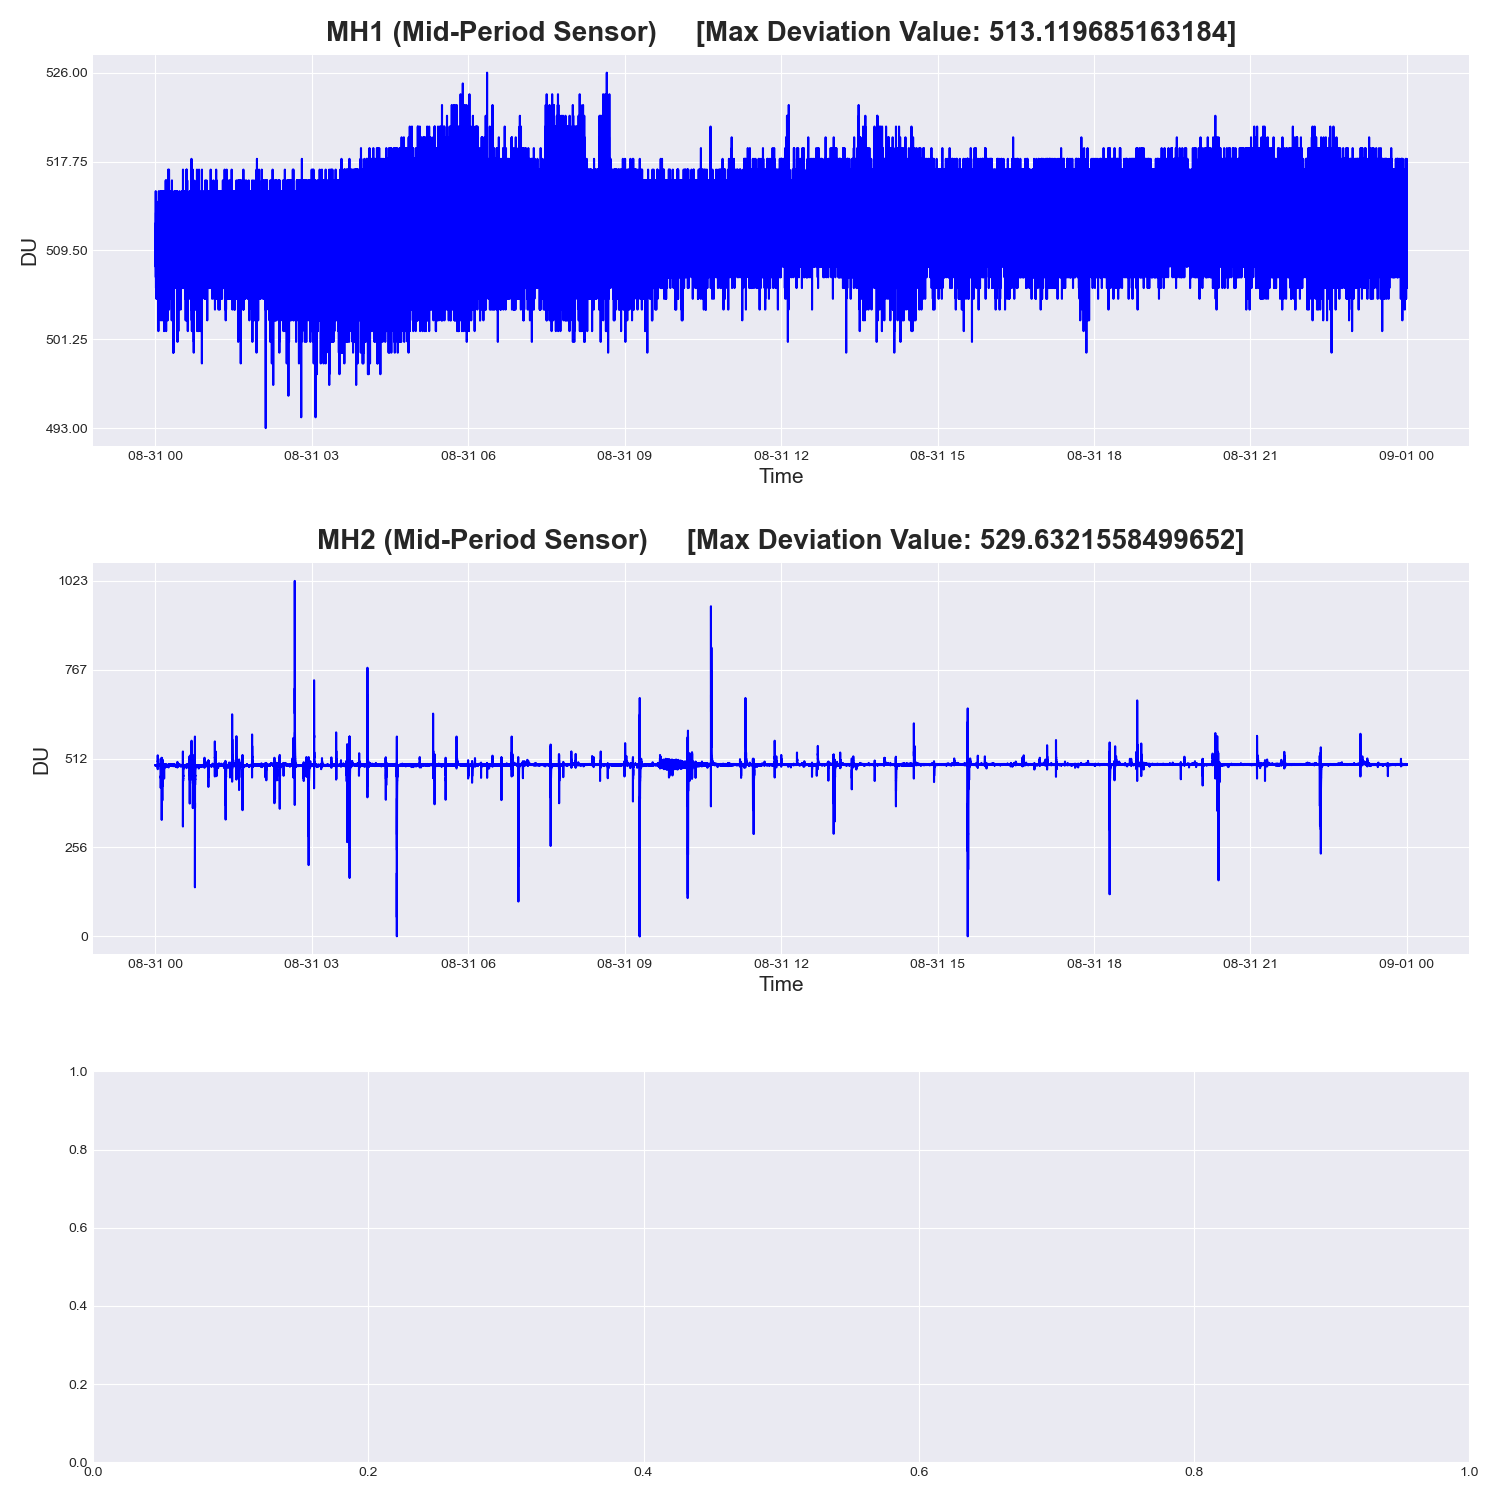 MH1 (Mid-Period Sensor) [Max Deviation Value: 513.119685163184]
526.00
517.75
509.50
501.25
493.00
DU
08-31 00 08-31 03 08-31 06 08-31 09 08-31 12 08-31 15 08-31 18 08-31 21 09-01 00
Time
MH2 (Mid-Period Sensor) [Max Deviation Value: 529.6321558499652]
1023
767
512
256
0
DU
08-31 00 08-31 03 08-31 06 08-31 09 08-31 12 08-31 15 08-31 18 08-31 21 09-01 00
Time
1.0
0.8
0.6
0.4
0.2
0.0
0.0 0.2 0.4 0.6 0.8 1.0